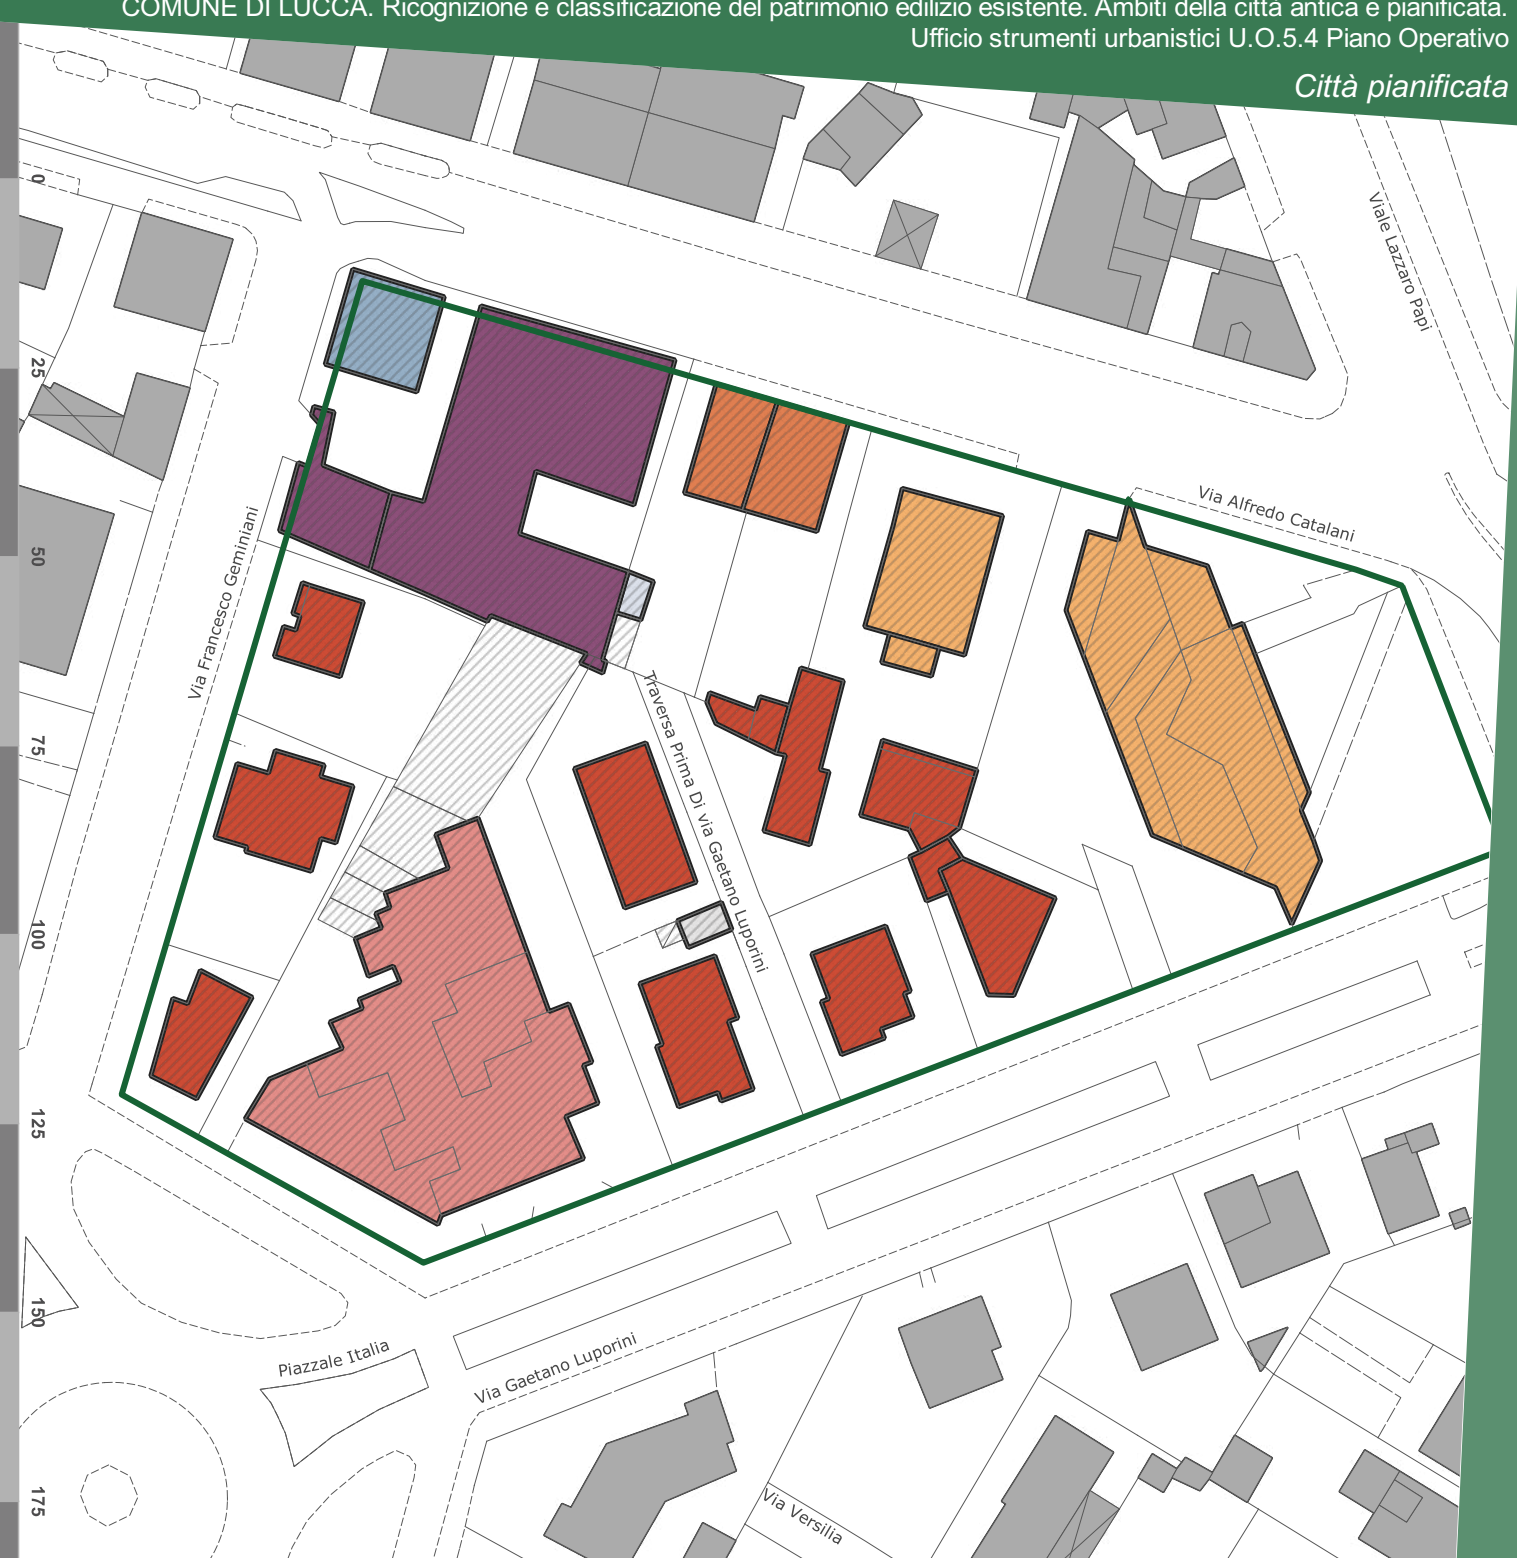 COMUNE DI LUCCA. Ricognizione e classificazione del patrimonio edilizio esistente. Ambiti della città antica e pianificata.
Ufficio strumenti urbanistici U.O.5.4 Piano Operativo
Città pianificata
Viale Lazzaro Papi
Via Alfredo Catalani
Via Francesco Geminiani
Traversa Prima Di via Gaetano Luporini
Piazzale Italia
Via Gaetano Luporini
Via Versilia
0
25
50
75
100
125
150
175